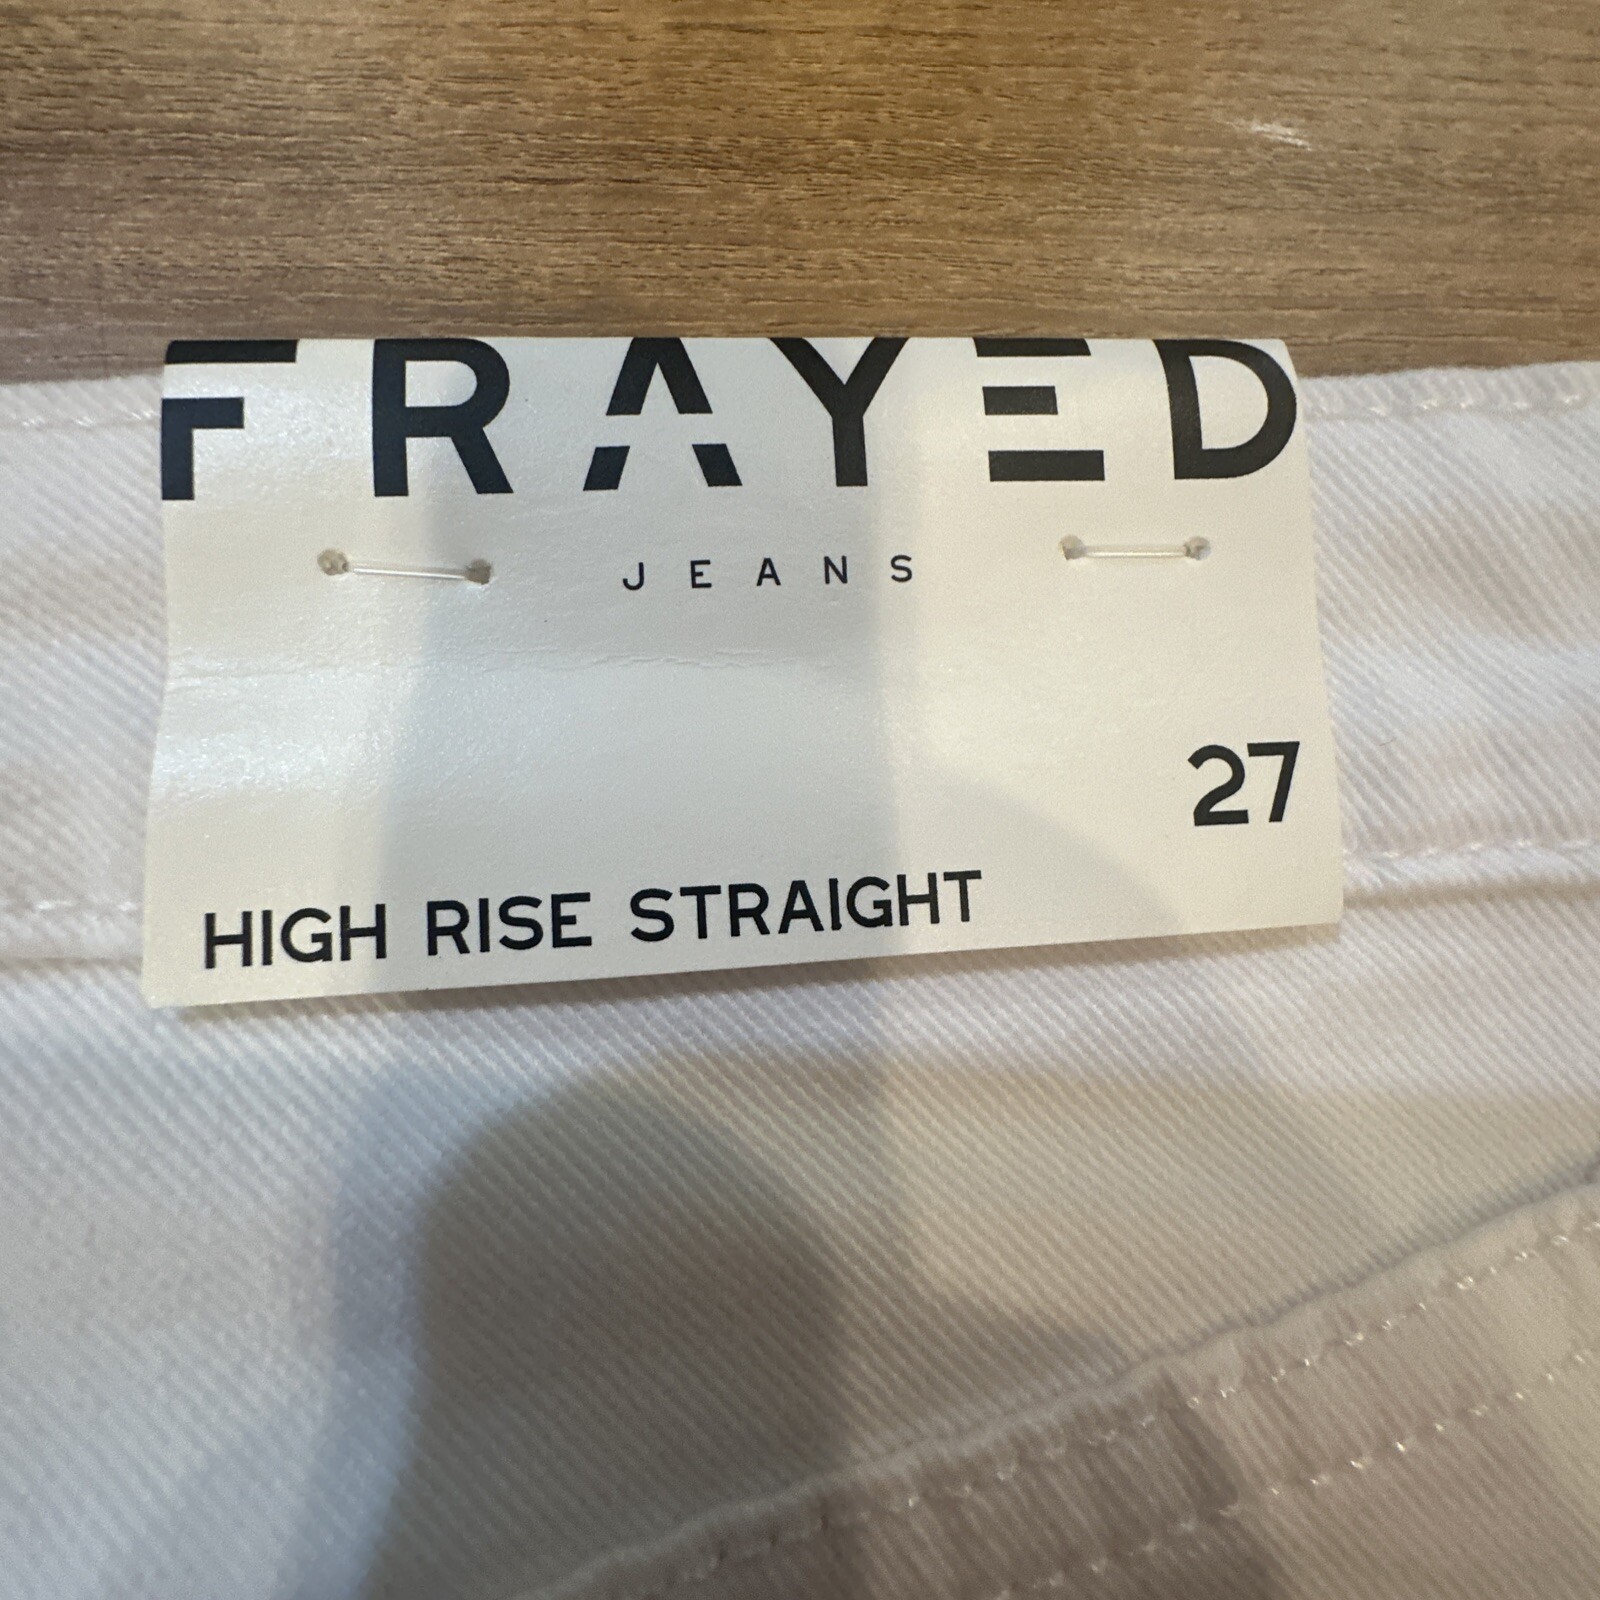 FRAYED
JEANS
27
HIGH RISE STRAIGHT